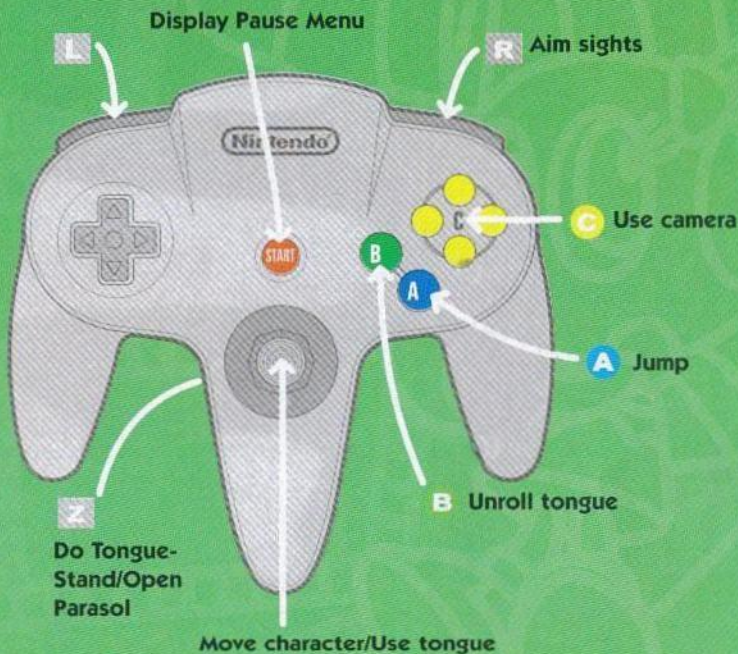 Display Pause Menu
L
R Aim sights
Nintendo
START
B
A
C
C Use camera
A Jump
B Unroll tongue
Z
Do Tongue-
Stand/Open
Parasol
Move character/Use tongue